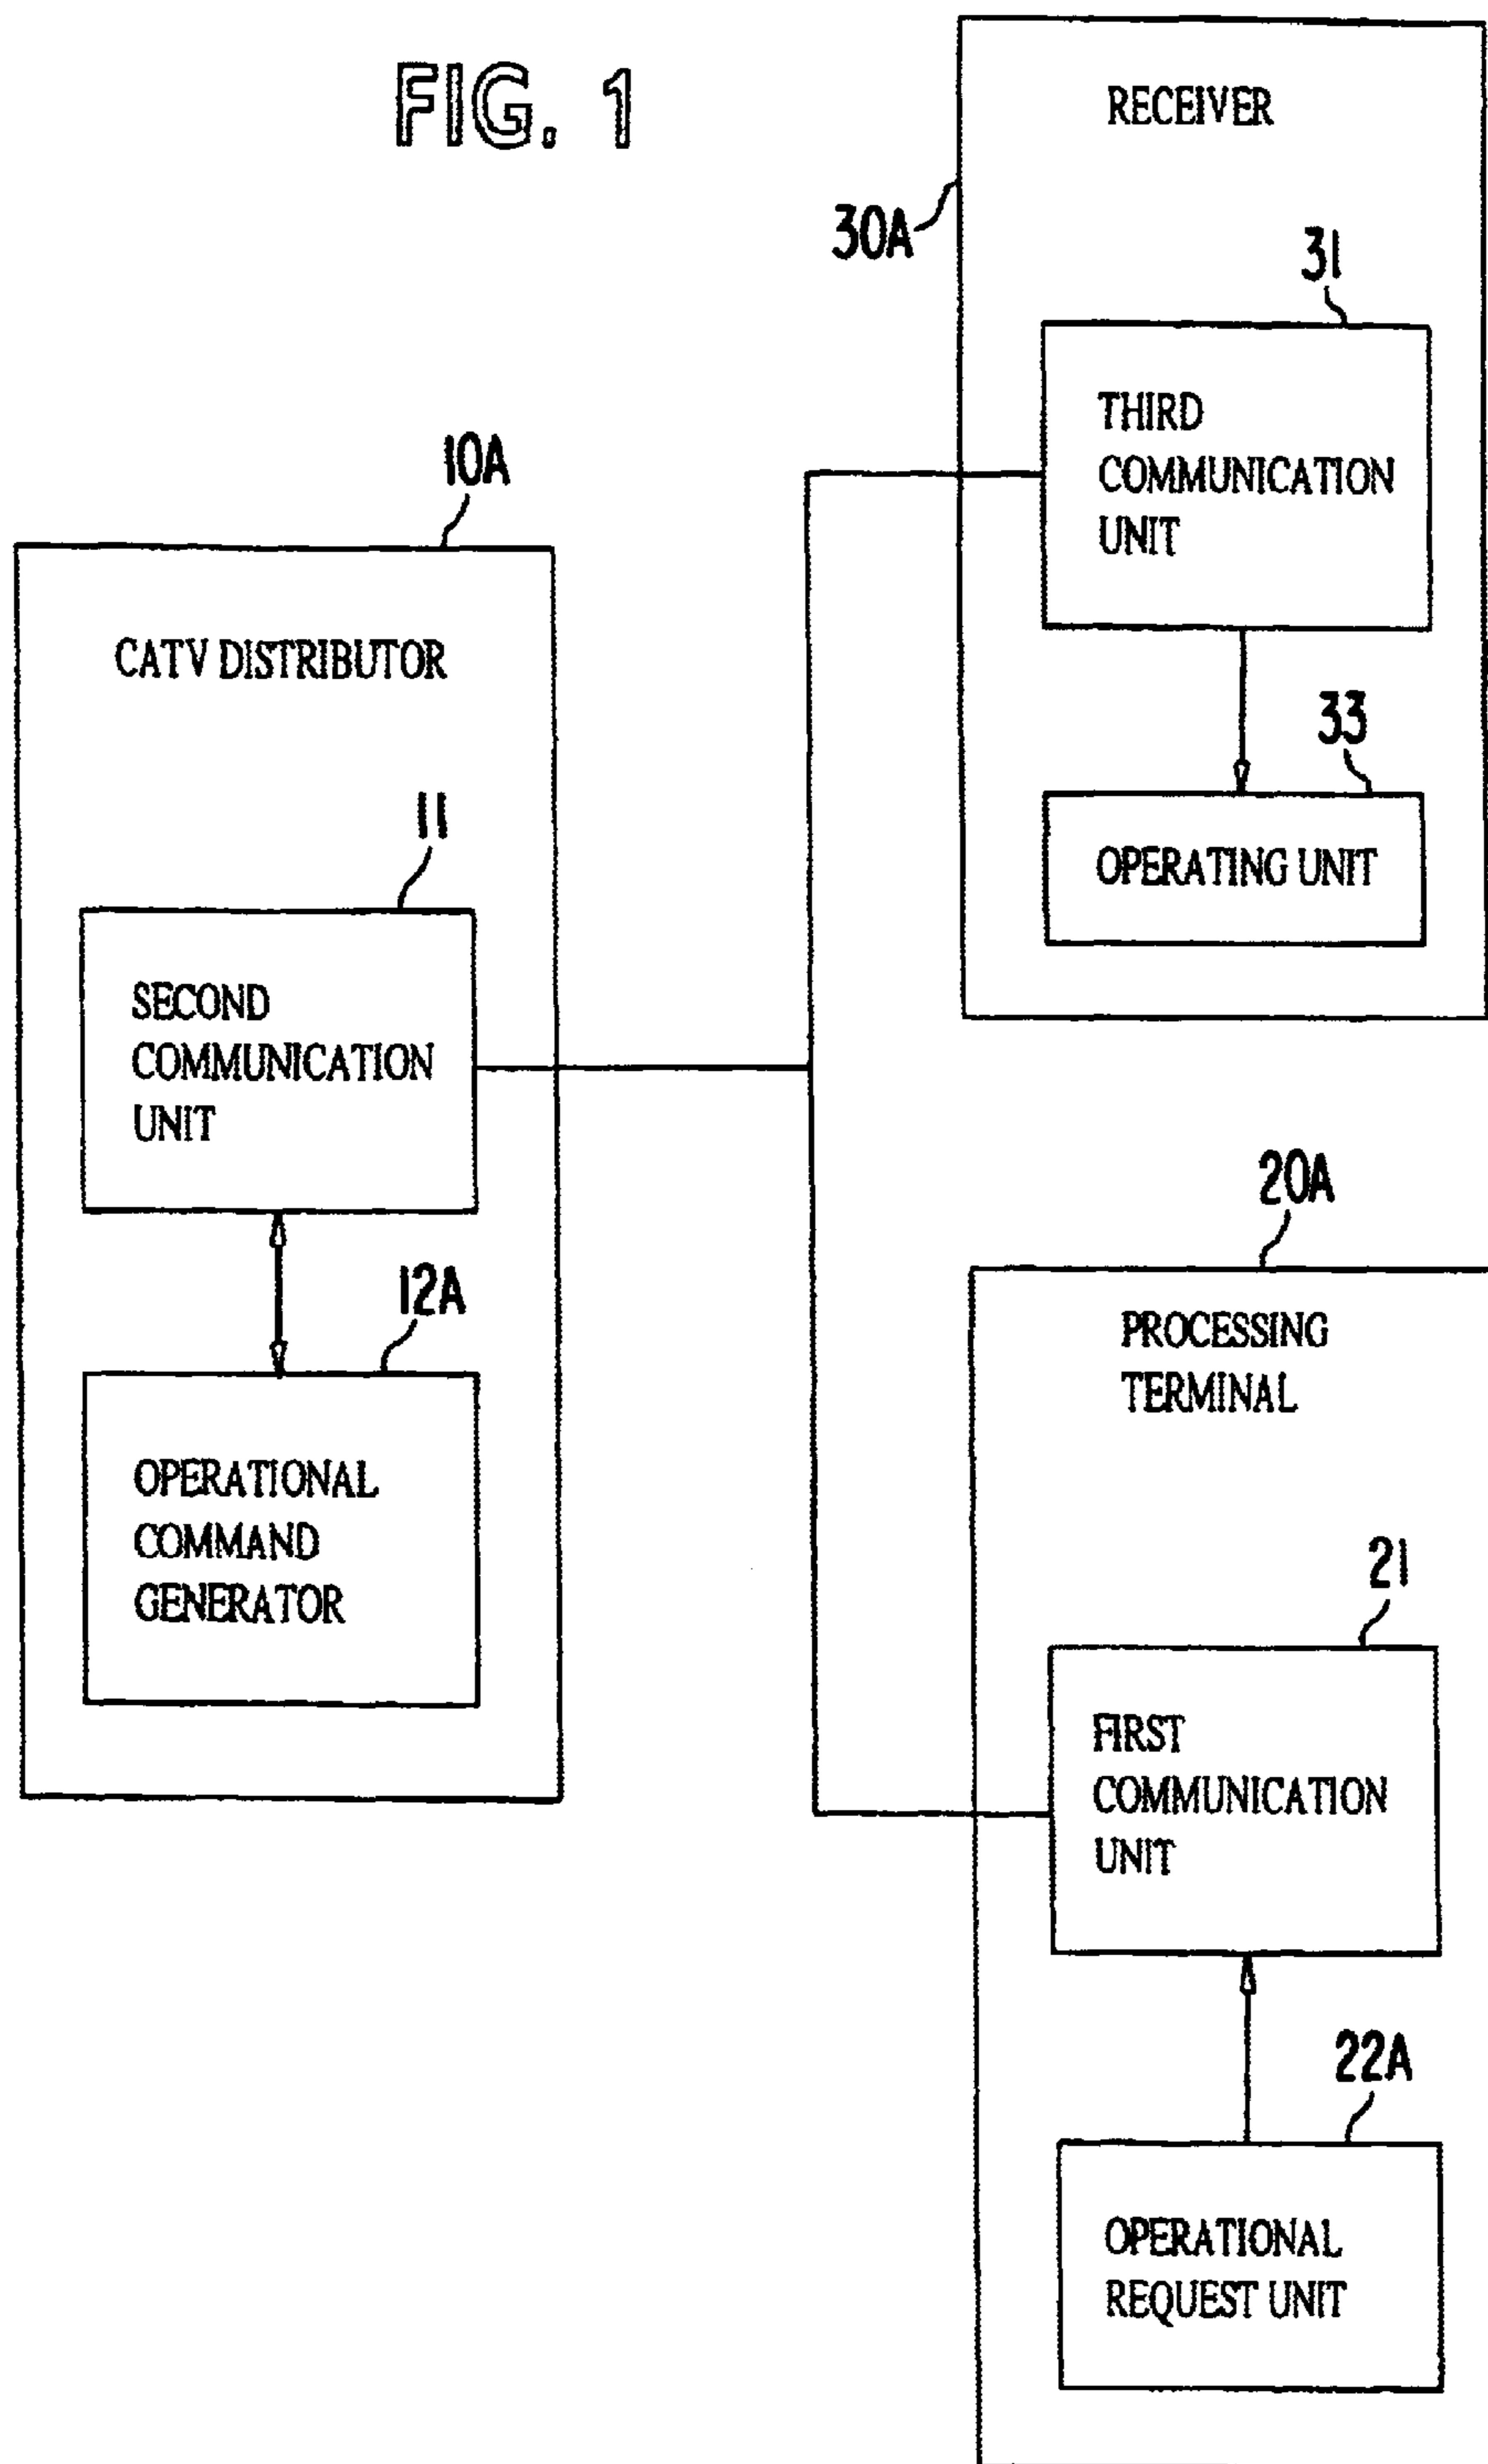 FIG. 1
RECEIVER
30A
31
THIRD
COMMUNICATION
UNIT
33
OPERATING UNIT
10A
CATV DISTRIBUTOR
11
SECOND
COMMUNICATION
UNIT
12A
OPERATIONAL
COMMAND
GENERATOR
20A
PROCESSING
TERMINAL
21
FIRST
COMMUNICATION
UNIT
22A
OPERATIONAL
REQUEST UNIT